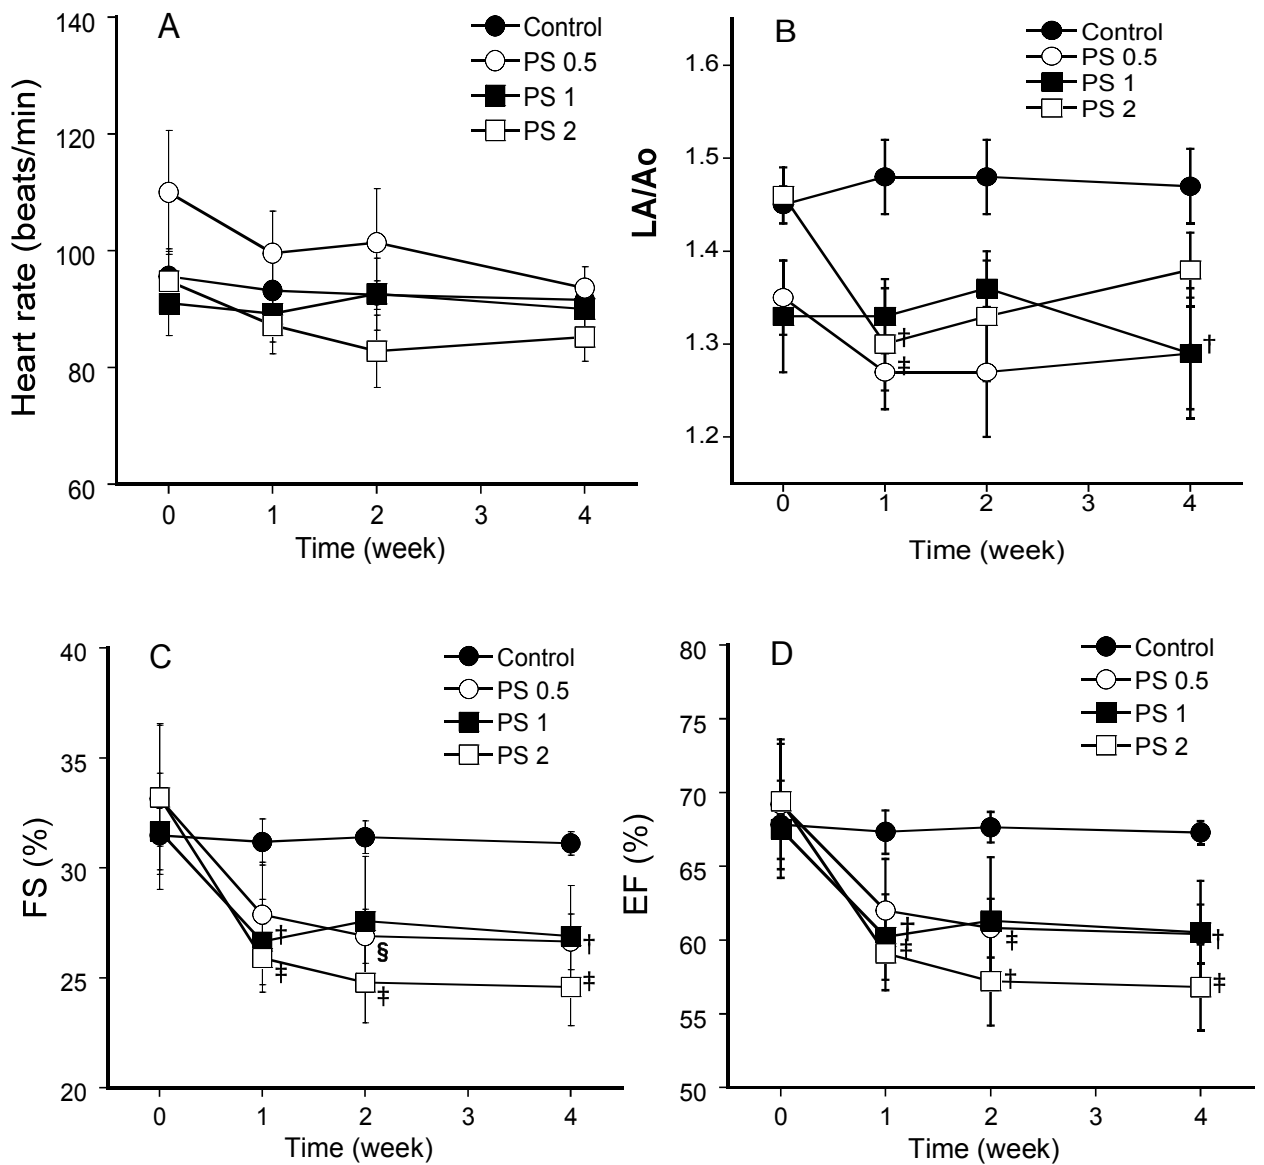 A
Control
PS 0.5
PS 1
PS 2
140
120
100
80
60
Heart rate (beats/min)
0 1 2 3 4
Time (week)
B
Control
PS 0.5
PS 1
PS 2
1.6
1.5
1.4
1.3
1.2
LA/Ao
†
‡
†
0 1 2 3 4
Time (week)
C
Control
PS 0.5
PS 1
PS 2
40
35
30
25
20
FS (%)
†
‡
§
‡
†
‡
0 1 2 3 4
Time (week)
D
Control
PS 0.5
PS 1
PS 2
80
75
70
65
60
55
50
EF (%)
†
‡
‡
†
†
‡
0 1 2 3 4
Time (week)